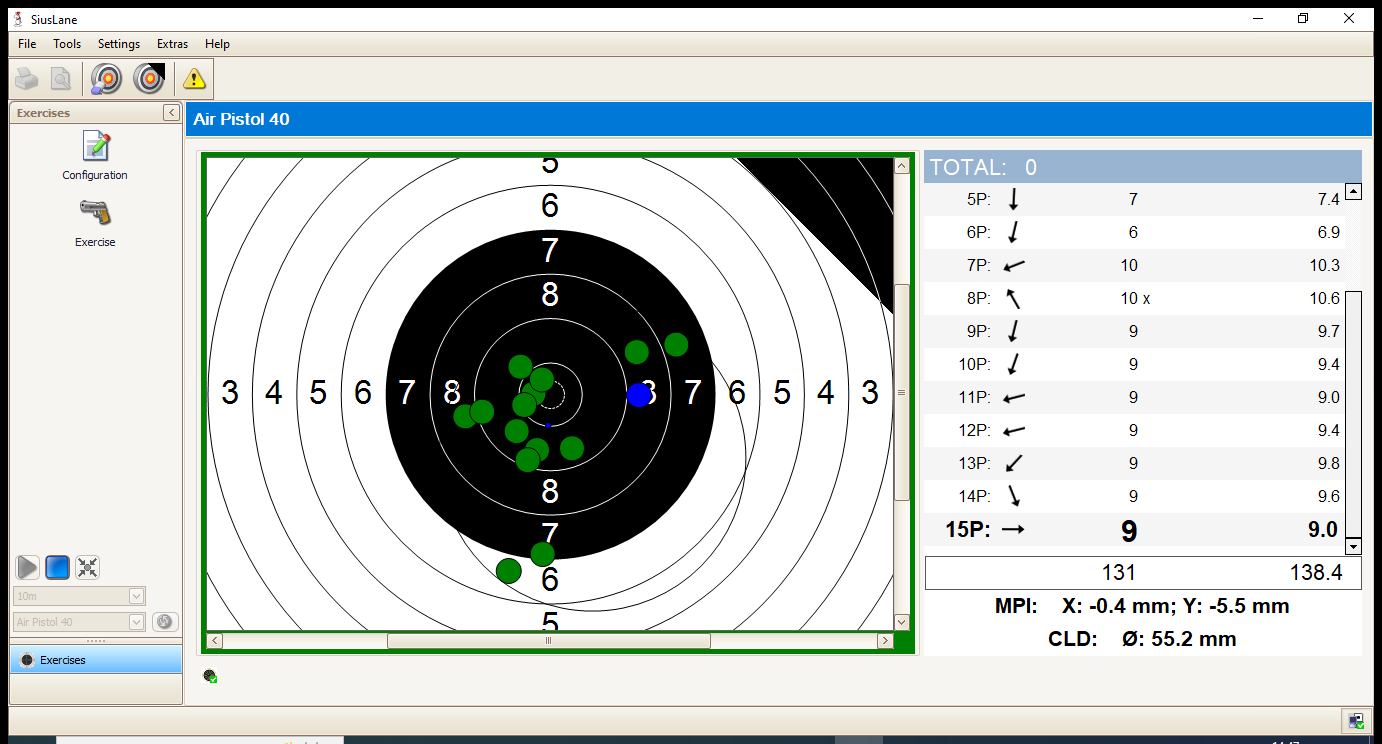 SiusLane
File Tools Settings Extras Help
Exercises
Configuration
Exercise
10m
Air Pistol 40
Exercises
Air Pistol 40
5
6
7
8
3 4 5 6 7 8 8 7 6 5 4 3
8
7
6
5
TOTAL: 0
5P: 7 7.4
6P: 6 6.9
7P: 10 10.3
8P: 10 x 10.6
9P: 9 9.7
10P: 9 9.4
11P: 9 9.0
12P: 9 9.4
13P: 9 9.8
14P: 9 9.6
15P: 9 9.0
131 138.4
MPI: X: -0.4 mm; Y: -5.5 mm
CLD: Ø: 55.2 mm